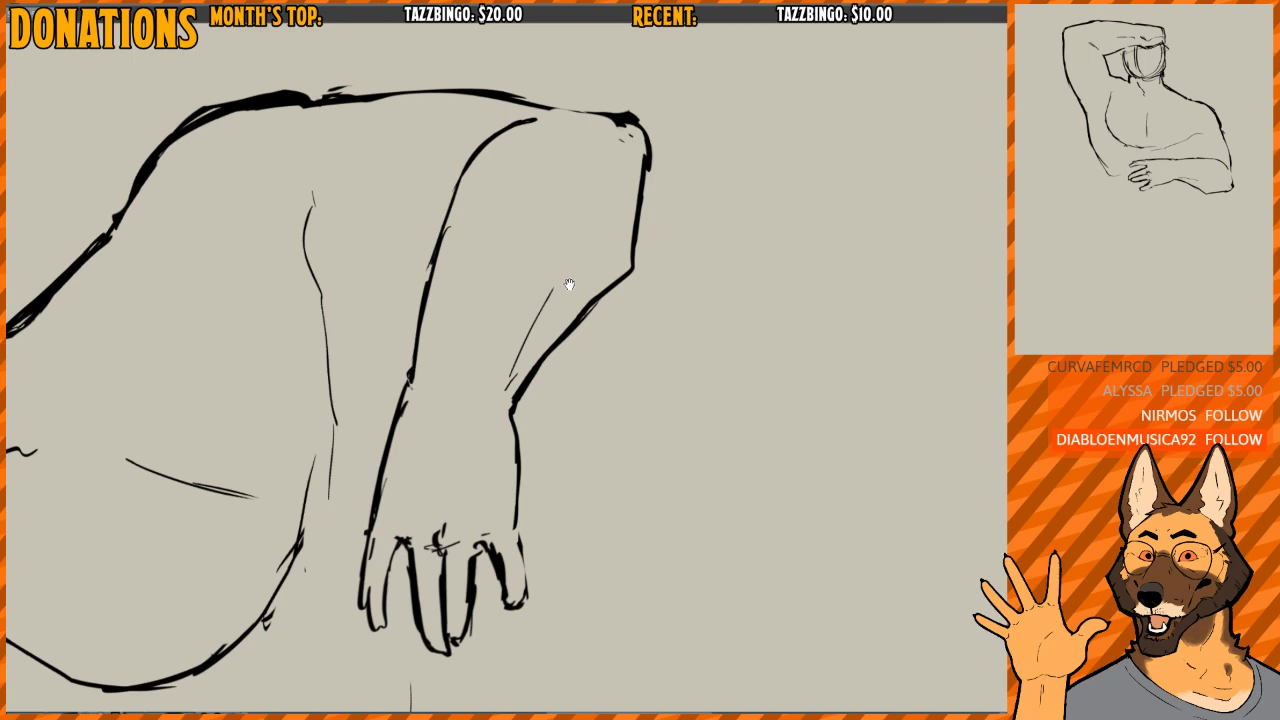 DONATIONS
MONTH'S TOP:
TAZZBINGO: $20.00
RECENT:
TAZZBINGO: $10.00
CURVAFEMRCD PLEDGED $5.00
ALYSSA PLEDGED $5.00
NIRMOS FOLLOW
DIABLOENMUSICA92 FOLLOW